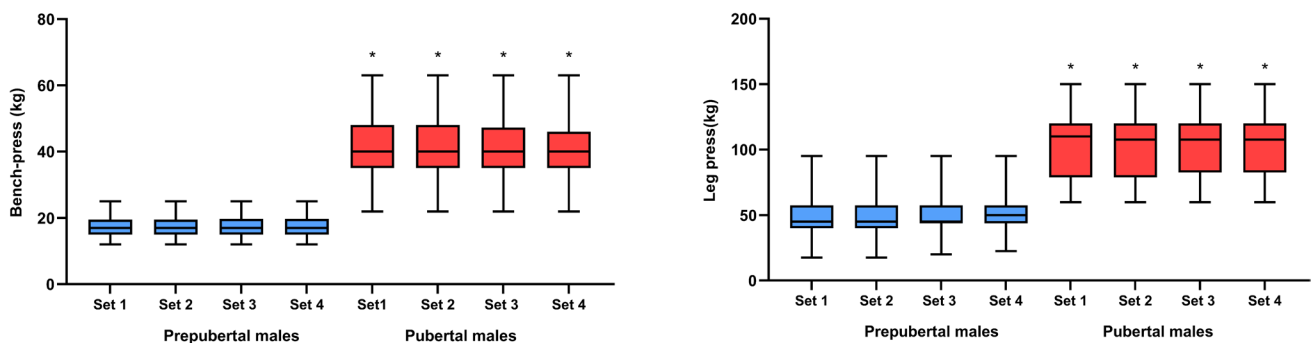 Bench-press (kg)
80
60
40
20
0
* * * *
Set 1 Set 2 Set 3 Set 4 Set1 Set 2 Set 3 Set 4
Prepubertal males Pubertal males
Leg press(kg)
200
150
100
50
0
* * * *
Set 1 Set 2 Set 3 Set 4 Set 1 Set 2 Set 3 Set 4
Prepubertal males Pubertal males